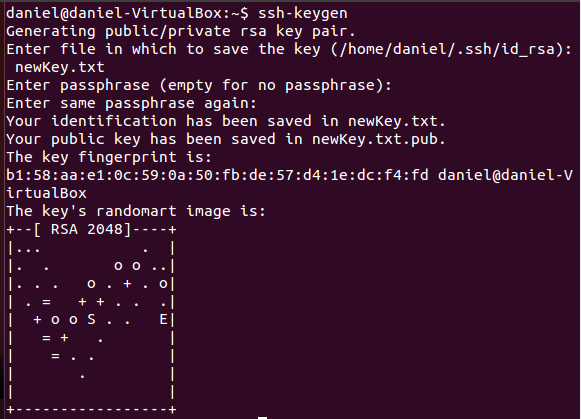 daniel@daniel-VirtualBox:~$ ssh-keygen
Generating public/private rsa key pair.
Enter file in which to save the key (/home/daniel/.ssh/id_rsa):
 newKey.txt
Enter passphrase (empty for no passphrase):
Enter same passphrase again:
Your identification has been saved in newKey.txt.
Your public key has been saved in newKey.txt.pub.
The key fingerprint is:
b1:58:aa:e1:0c:59:0a:50:fb:de:57:d4:1e:dc:f4:fd daniel@daniel-V
irtualBox
The key's randomart image is:
+--[ RSA 2048]----+
|...           .  |
|.  .       o o ..|
|. . .   o . + . o|
| . =   + + . .  .|
|  + o o S . .   E|
|   = +   .       |
|    = . .        |
|       .         |
|                 |
+-----------------+